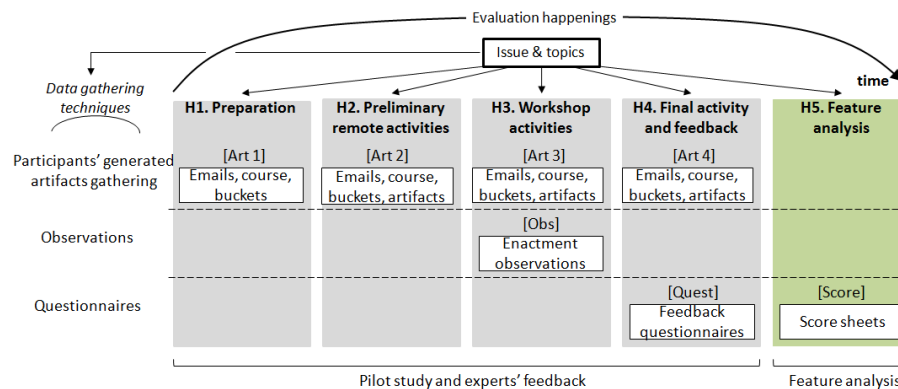 Evaluation happenings
Issue & topics
time
Data gathering
techniques
H1. Preparation
H2. Preliminary
remote activities
H3. Workshop
activities
H4. Final activity
and feedback
H5. Feature
analysis
Participants' generated
artifacts gathering
[Art 1]
Emails, course,
buckets
[Art 2]
Emails, course,
buckets, artifacts
[Art 3]
Emails, course,
buckets, artifacts
[Art 4]
Emails, course,
buckets, artifacts
Observations
[Obs]
Enactment
observations
Questionnaires
[Quest]
Feedback
questionnaires
[Score]
Score sheets
Pilot study and experts' feedback
Feature analysis